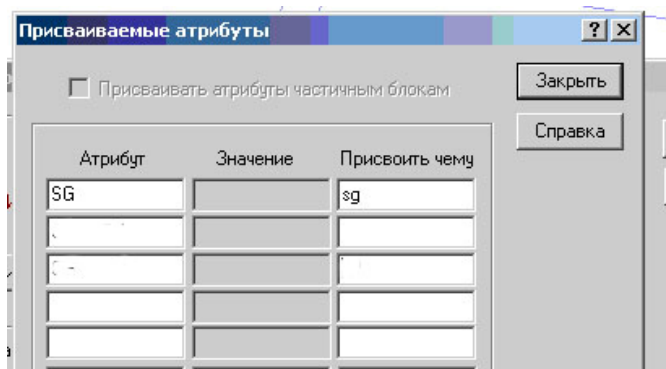 Присваиваемые атрибуты
Присваивать атрибуты частичным блокам
Закрыть
Справка
Атрибут Значение Присвоить чему
SG sg